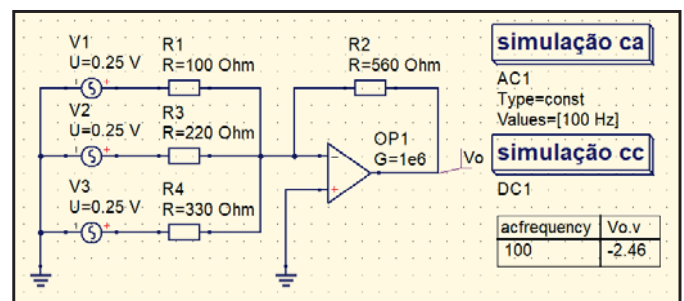 V1
U=0.25 V
R1
R=100 Ohm
R2
R=560 Ohm
V2
U=0.25 V
R3
R=220 Ohm
V3
U=0.25 V
R4
R=330 Ohm
OP1
G=1e6
Vo
simulação ca
AC1
Type=const
Values=[100 Hz]
simulação cc
DC1
acfrequency Vo.v
100 -2.46